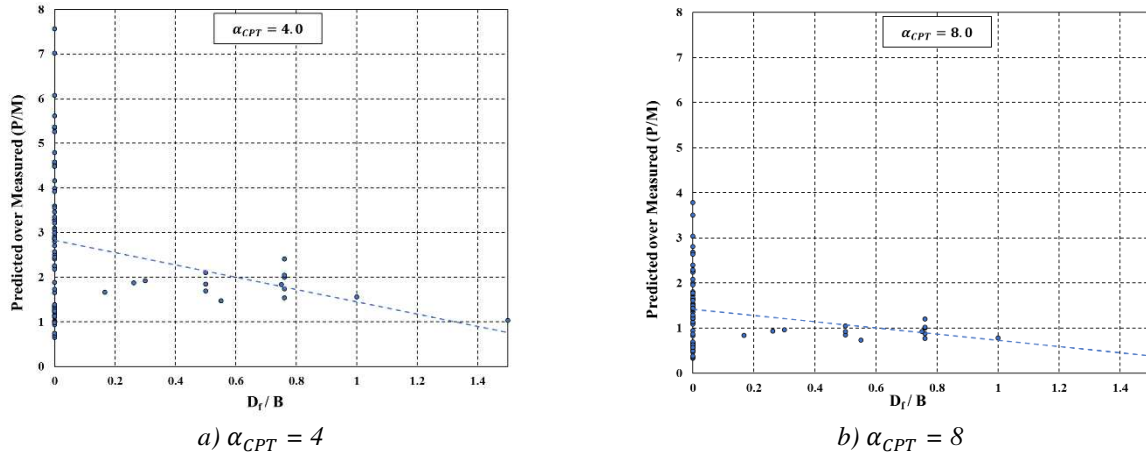 8
α_CPT = 4.0
7
6
5
4
3
2
1
0
Predicted over Measured (P/M)
0 0.2 0.4 0.6 0.8 1 1.2 1.4
D_f / B
a) α_CPT = 4
8
α_CPT = 8.0
7
6
5
4
3
2
1
0
Predicted over Measured (P/M)
0 0.2 0.4 0.6 0.8 1 1.2 1.4
D_f / B
b) α_CPT = 8